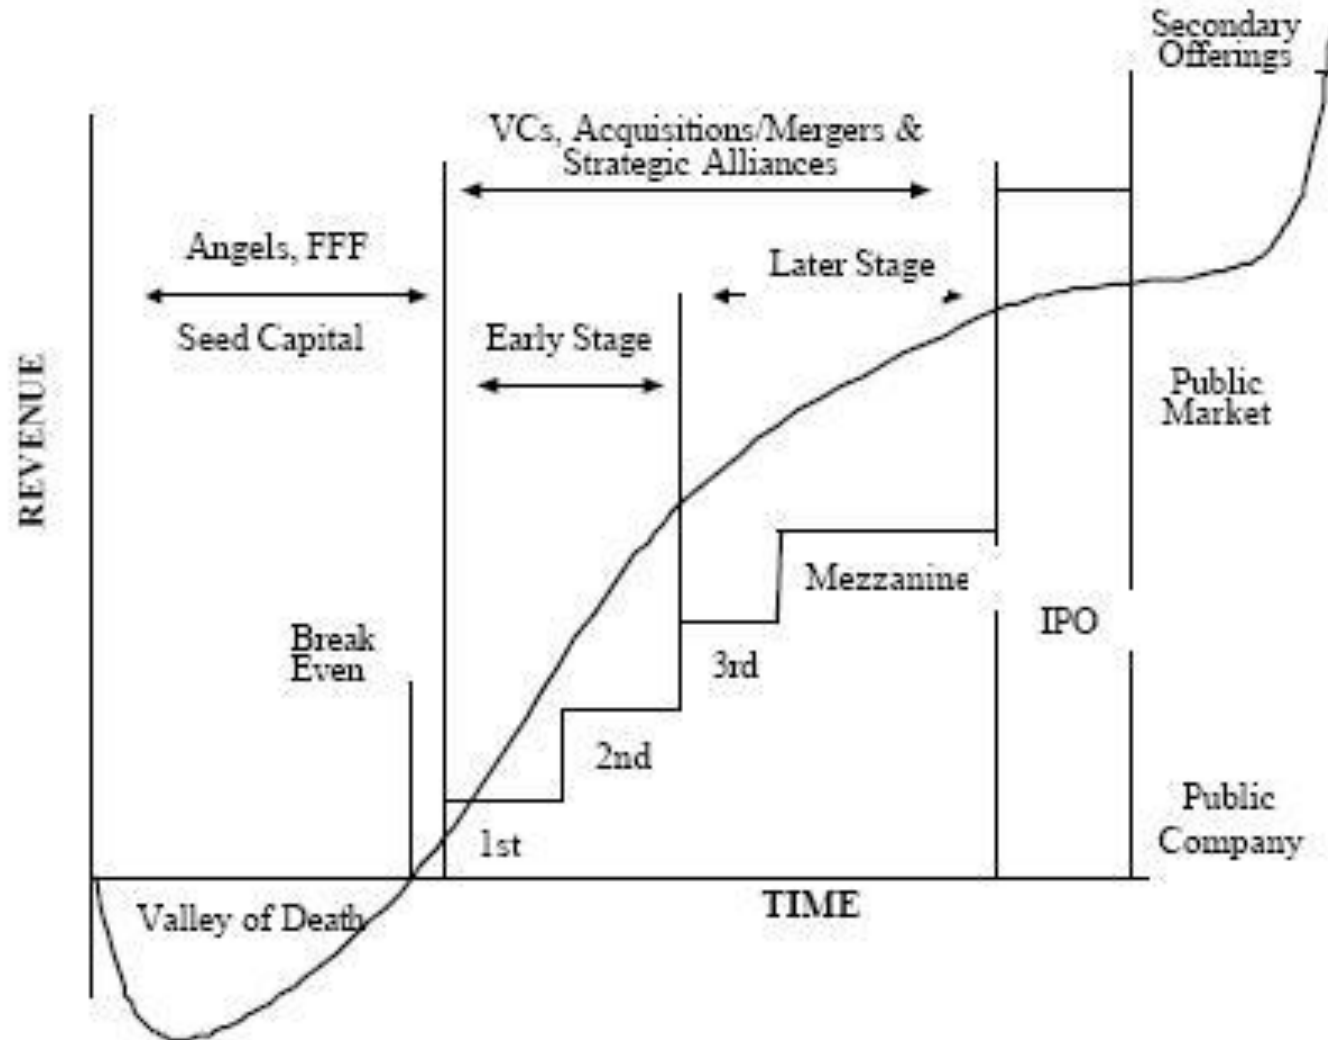 Secondary
Offerings
VCs, Acquisitions/Mergers &
Strategic Alliances
Angels, FFF
Later Stage
Seed Capital
Early Stage
REVENUE
Public
Market
Mezzanine
Break
Even
IPO
3rd
2nd
Public
Company
1st
TIME
Valley of Death